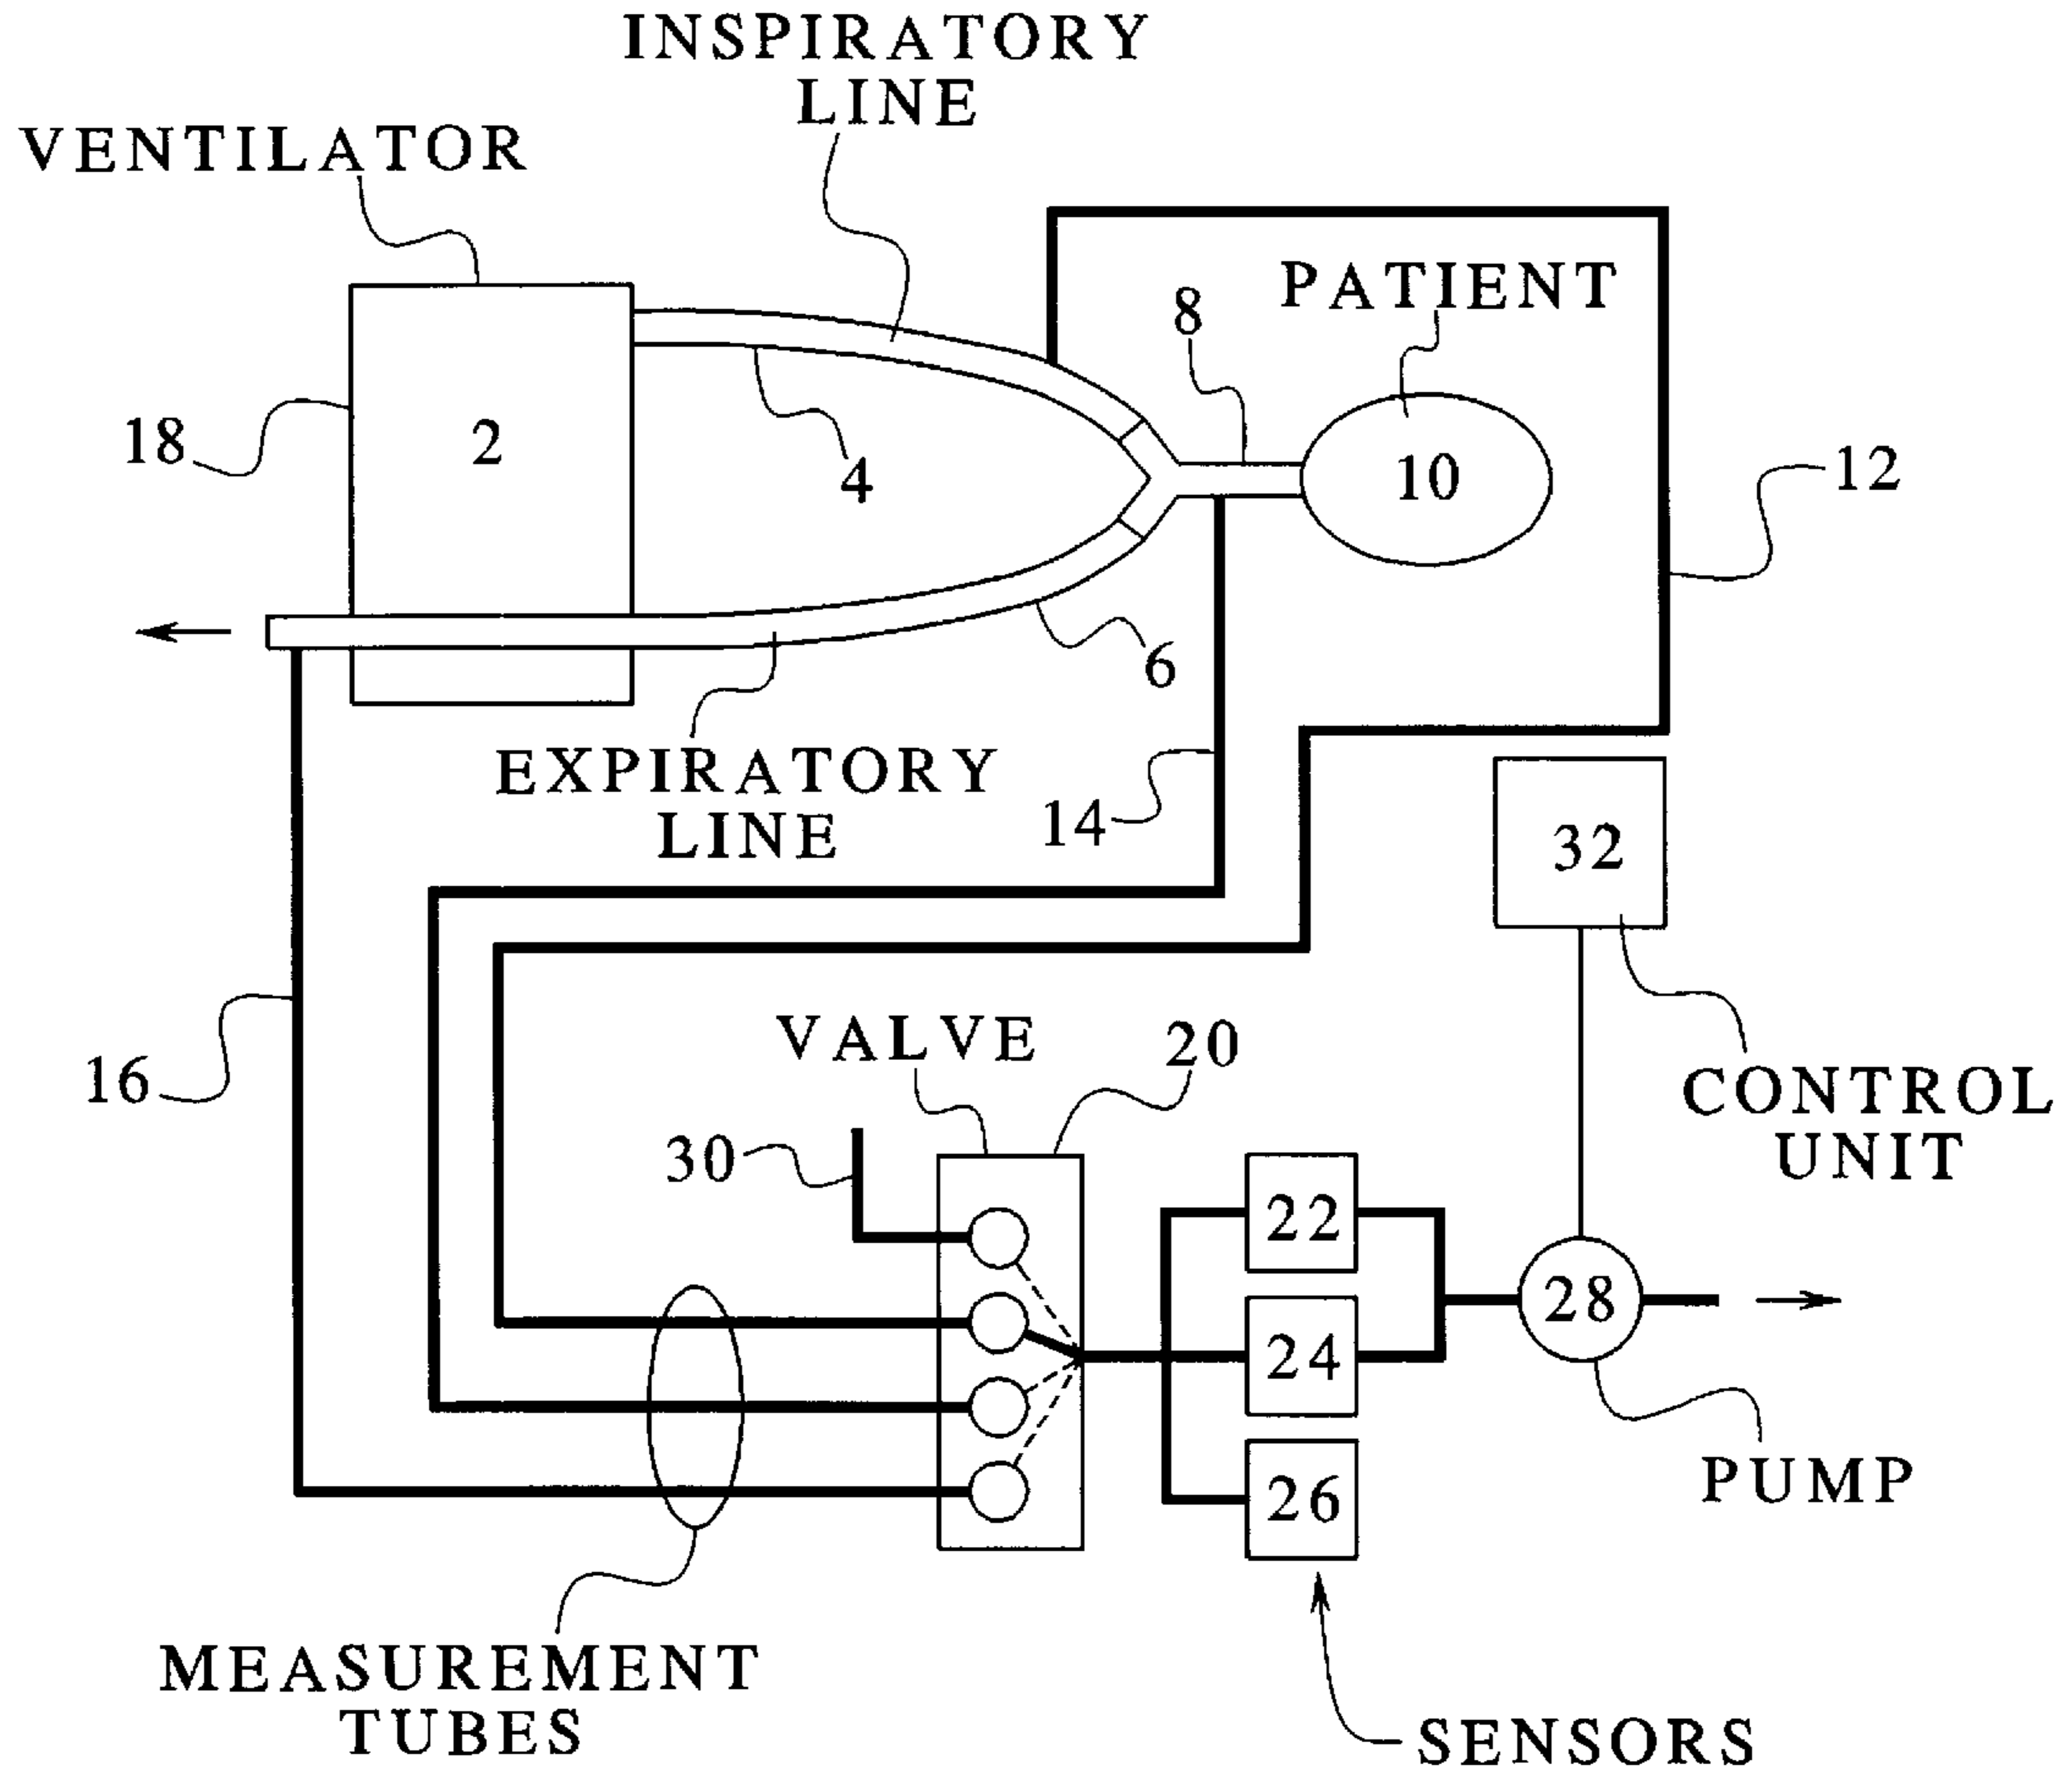 INSPIRATORY
LINE
VENTILATOR
PATIENT
8
18
2
4
10
12
6
EXPIRATORY
LINE
14
32
16
VALVE
20
CONTROL
UNIT
30
22
28
24
26
PUMP
MEASUREMENT
TUBES
SENSORS